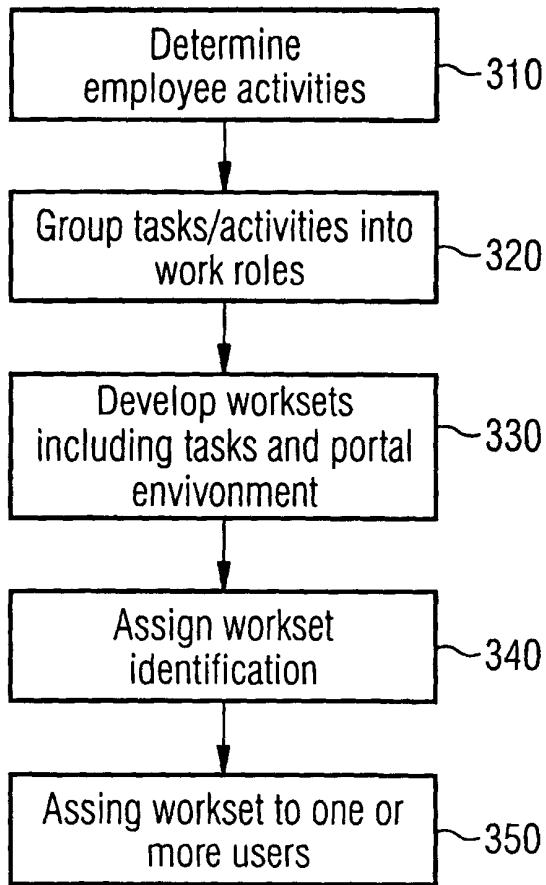 Determine
employee activities
310
Group tasks/activities into
work roles
320
Develop worksets
including tasks and portal
envivonment
330
Assign workset
identification
340
Assing workset to one or
more users
350